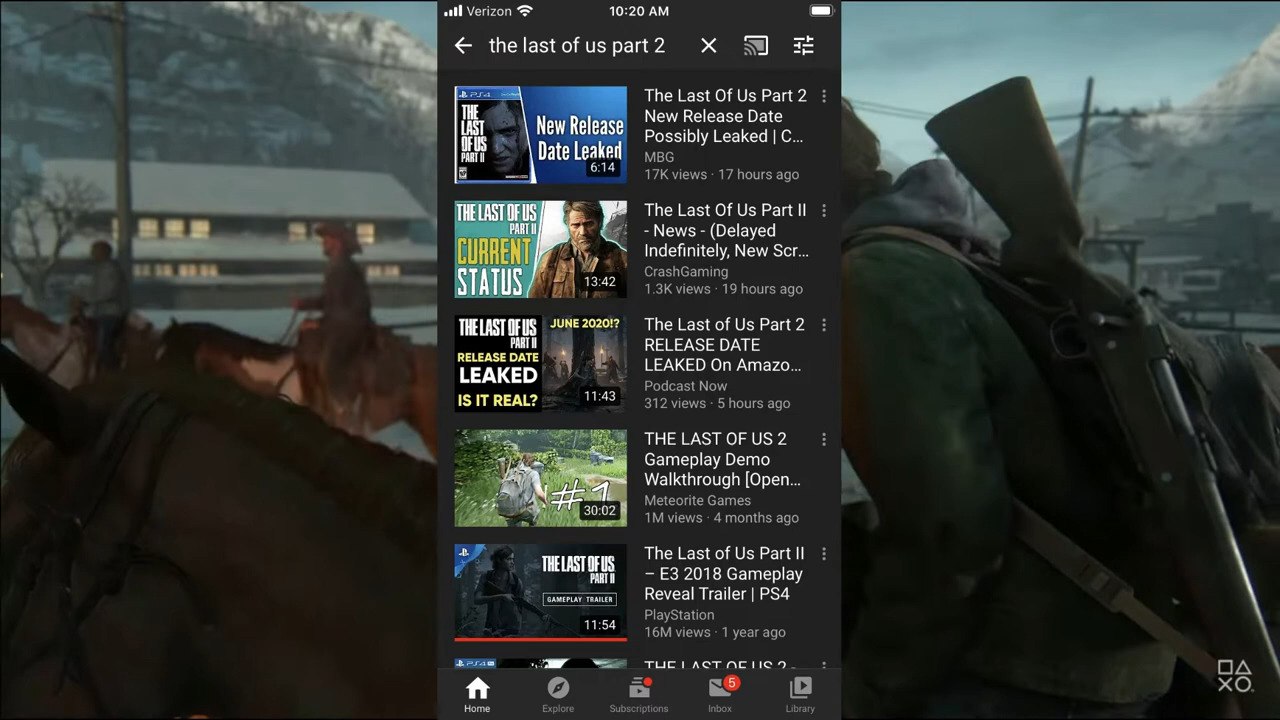 Verizon 10:20 AM
the last of us part 2
PS4
THE
LAST
OF US
PART II
New Release
Date Leaked
6:14
The Last Of Us Part 2
New Release Date
Possibly Leaked | C...
MBG
17K views · 17 hours ago
THE LAST OF US
PART II
CURRENT
STATUS
13:42
The Last Of Us Part II
- News - (Delayed
Indefinitely, New Scr...
CrashGaming
1.3K views · 19 hours ago
THE LAST OF US
PART II
RELEASE DATE
LEAKED
IS IT REAL?
JUNE 2020!?
11:43
The Last of Us Part 2
RELEASE DATE
LEAKED On Amazo...
Podcast Now
312 views · 5 hours ago
#1
30:02
THE LAST OF US 2
Gameplay Demo
Walkthrough [Open...
Meteorite Games
1M views · 4 months ago
THE LAST OF US
PART II
GAMEPLAY TRAILER
11:54
The Last of Us Part II
– E3 2018 Gameplay
Reveal Trailer | PS4
PlayStation
16M views · 1 year ago
PS4
THE LAST OF US 2 -
5
Home Explore Subscriptions Inbox Library